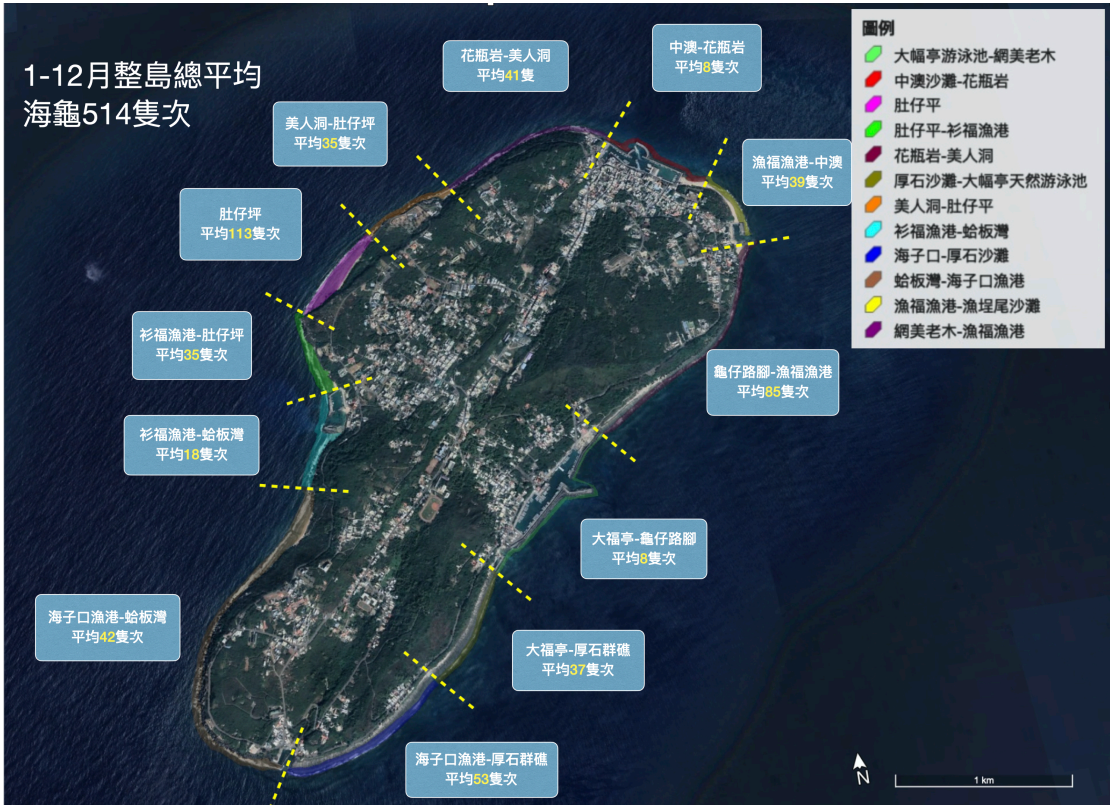 1-12月整島總平均
海龜514隻次
花瓶岩-美人洞
平均41隻
中澳-花瓶岩
平均8隻次
美人洞-肚仔坪
平均35隻次
漁福漁港-中澳
平均39隻次
肚仔坪
平均113隻次
衫福漁港-肚仔坪
平均35隻次
龜仔路腳-漁福漁港
平均85隻次
衫福漁港-蛤板灣
平均18隻次
大福亭-龜仔路腳
平均8隻次
海子口漁港-蛤板灣
平均42隻次
大福亭-厚石群礁
平均37隻次
海子口漁港-厚石群礁
平均53隻次
圖例
大幅亭游泳池-網美老木
中澳沙灘-花瓶岩
肚仔平
肚仔平-衫福漁港
花瓶岩-美人洞
厚石沙灘-大幅亭天然游泳池
美人洞-肚仔平
衫福漁港-蛤板灣
海子口-厚石沙灘
蛤板灣-海子口漁港
漁福漁港-漁埕尾沙灘
網美老木-漁福漁港
N
1 km